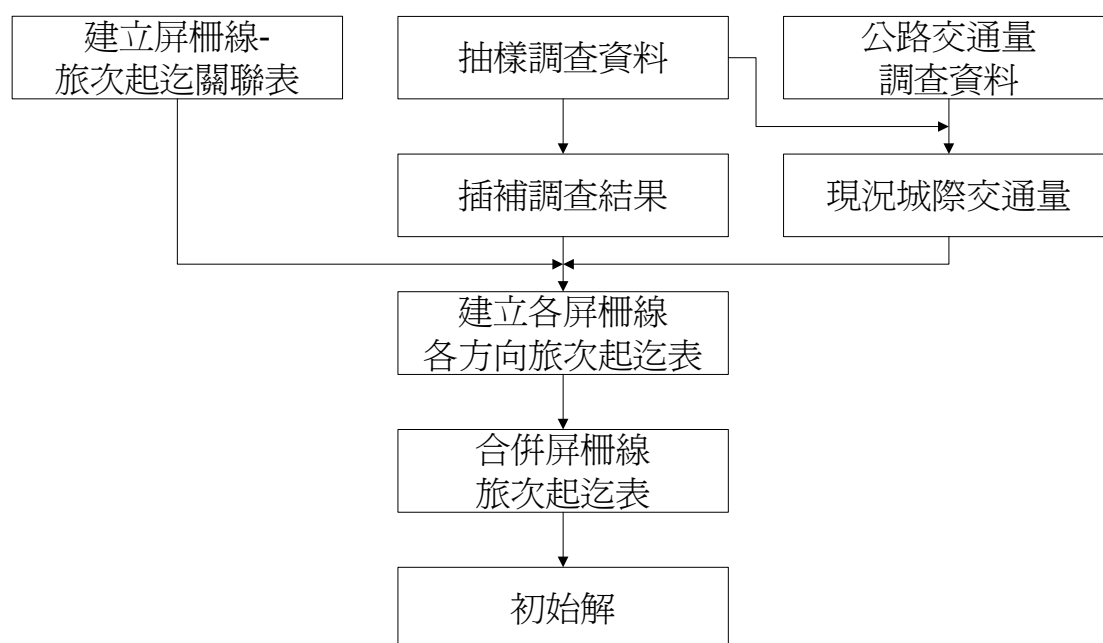 建立屏柵線-
旅次起迄關聯表
抽樣調查資料
公路交通量
調查資料
插補調查結果
現況城際交通量
建立各屏柵線
各方向旅次起迄表
合併屏柵線
旅次起迄表
初始解